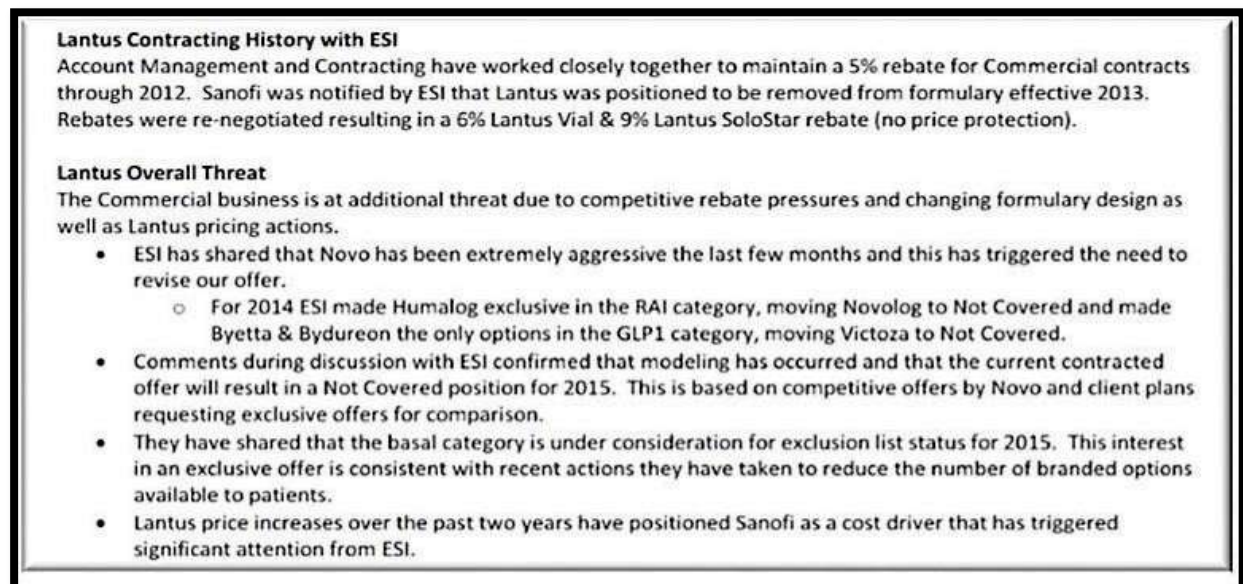 Lantus Contracting History with ESI
Account Management and Contracting have worked closely together to maintain a 5% rebate for Commercial contracts
through 2012.  Sanofi was notified by ESI that Lantus was positioned to be removed from formulary effective 2013.
Rebates were re-negotiated resulting in a 6% Lantus Vial & 9% Lantus SoloStar rebate (no price protection).
Lantus Overall Threat
The Commercial business is at additional threat due to competitive rebate pressures and changing formulary design as
well as Lantus pricing actions.
• ESI has shared that Novo has been extremely aggressive the last few months and this has triggered the need to
revise our offer.
○ For 2014 ESI made Humalog exclusive in the RAI category, moving Novolog to Not Covered and made
Byetta & Bydureon the only options in the GLP1 category, moving Victoza to Not Covered.
• Comments during discussion with ESI confirmed that modeling has occurred and that the current contracted
offer will result in a Not Covered position for 2015.  This is based on competitive offers by Novo and client plans
requesting exclusive offers for comparison.
• They have shared that the basal category is under consideration for exclusion list status for 2015.  This interest
in an exclusive offer is consistent with recent actions they have taken to reduce the number of branded options
available to patients.
• Lantus price increases over the past two years have positioned Sanofi as a cost driver that has triggered
significant attention from ESI.